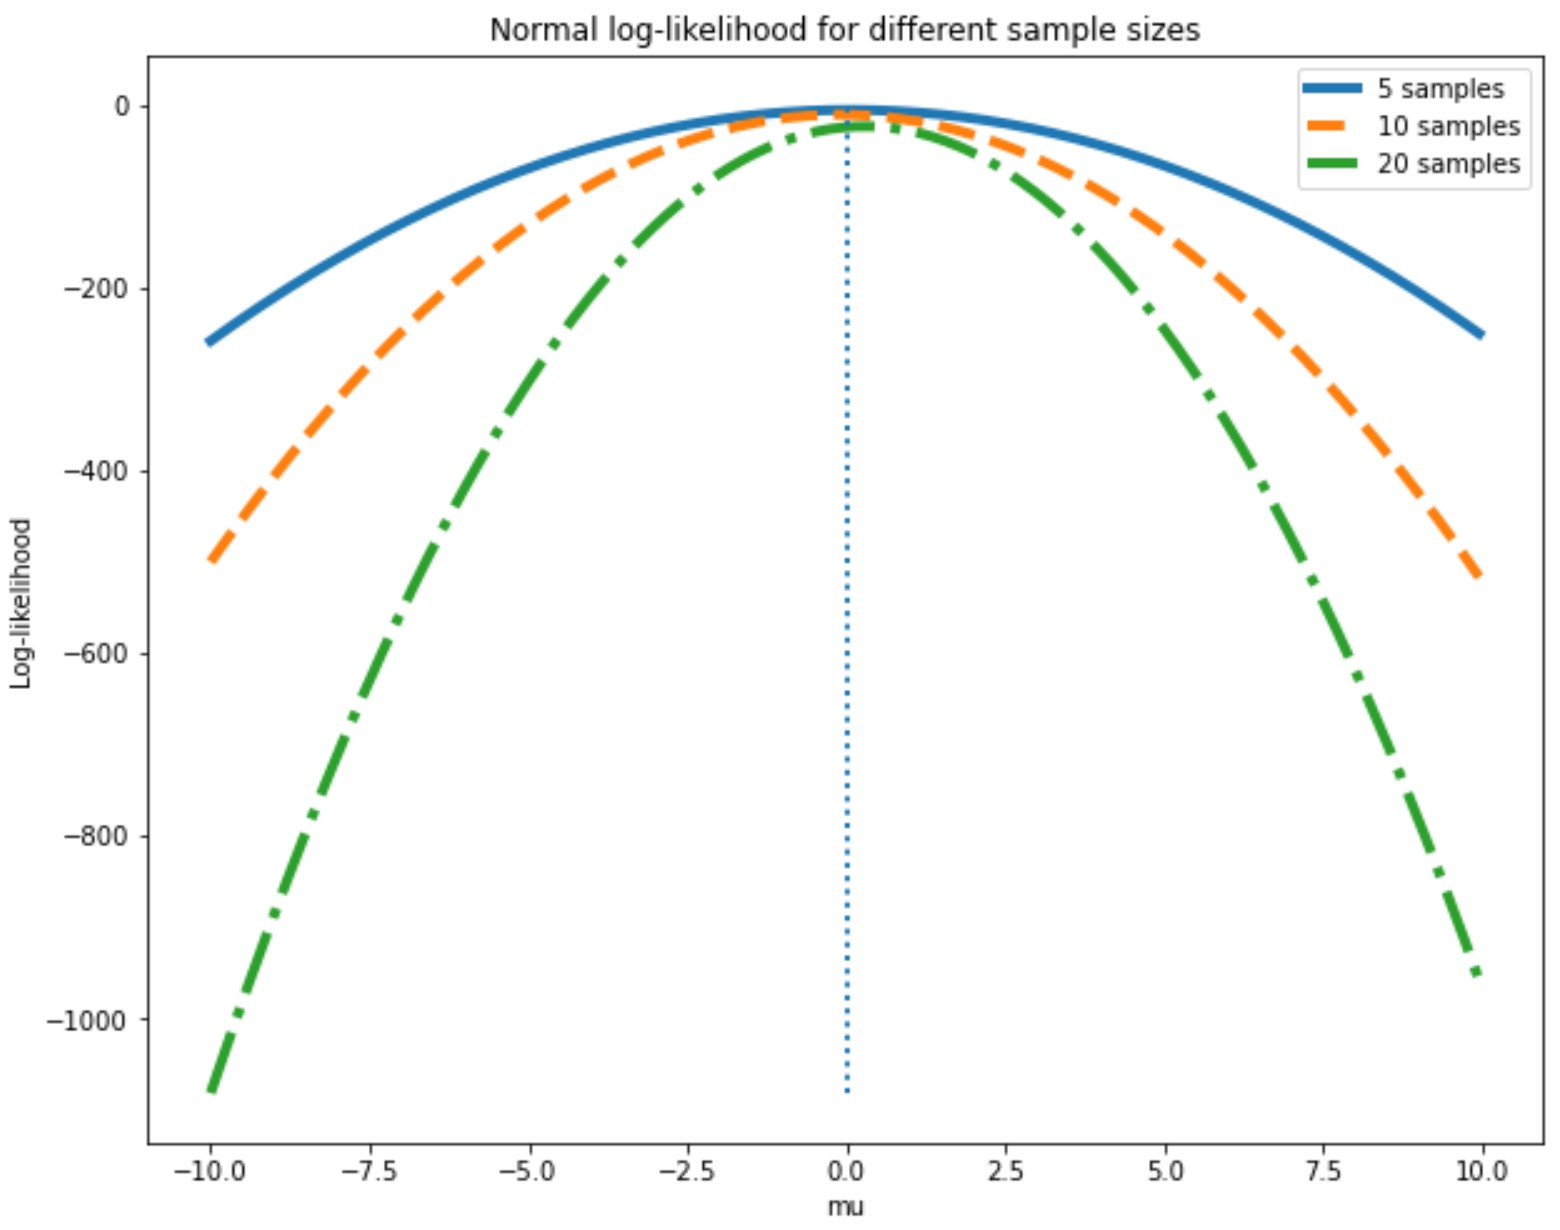 Normal log-likelihood for different sample sizes
5 samples
10 samples
20 samples
Log-likelihood
0
−200
−400
−600
−800
−1000
−10.0 −7.5 −5.0 −2.5 0.0 2.5 5.0 7.5 10.0
mu